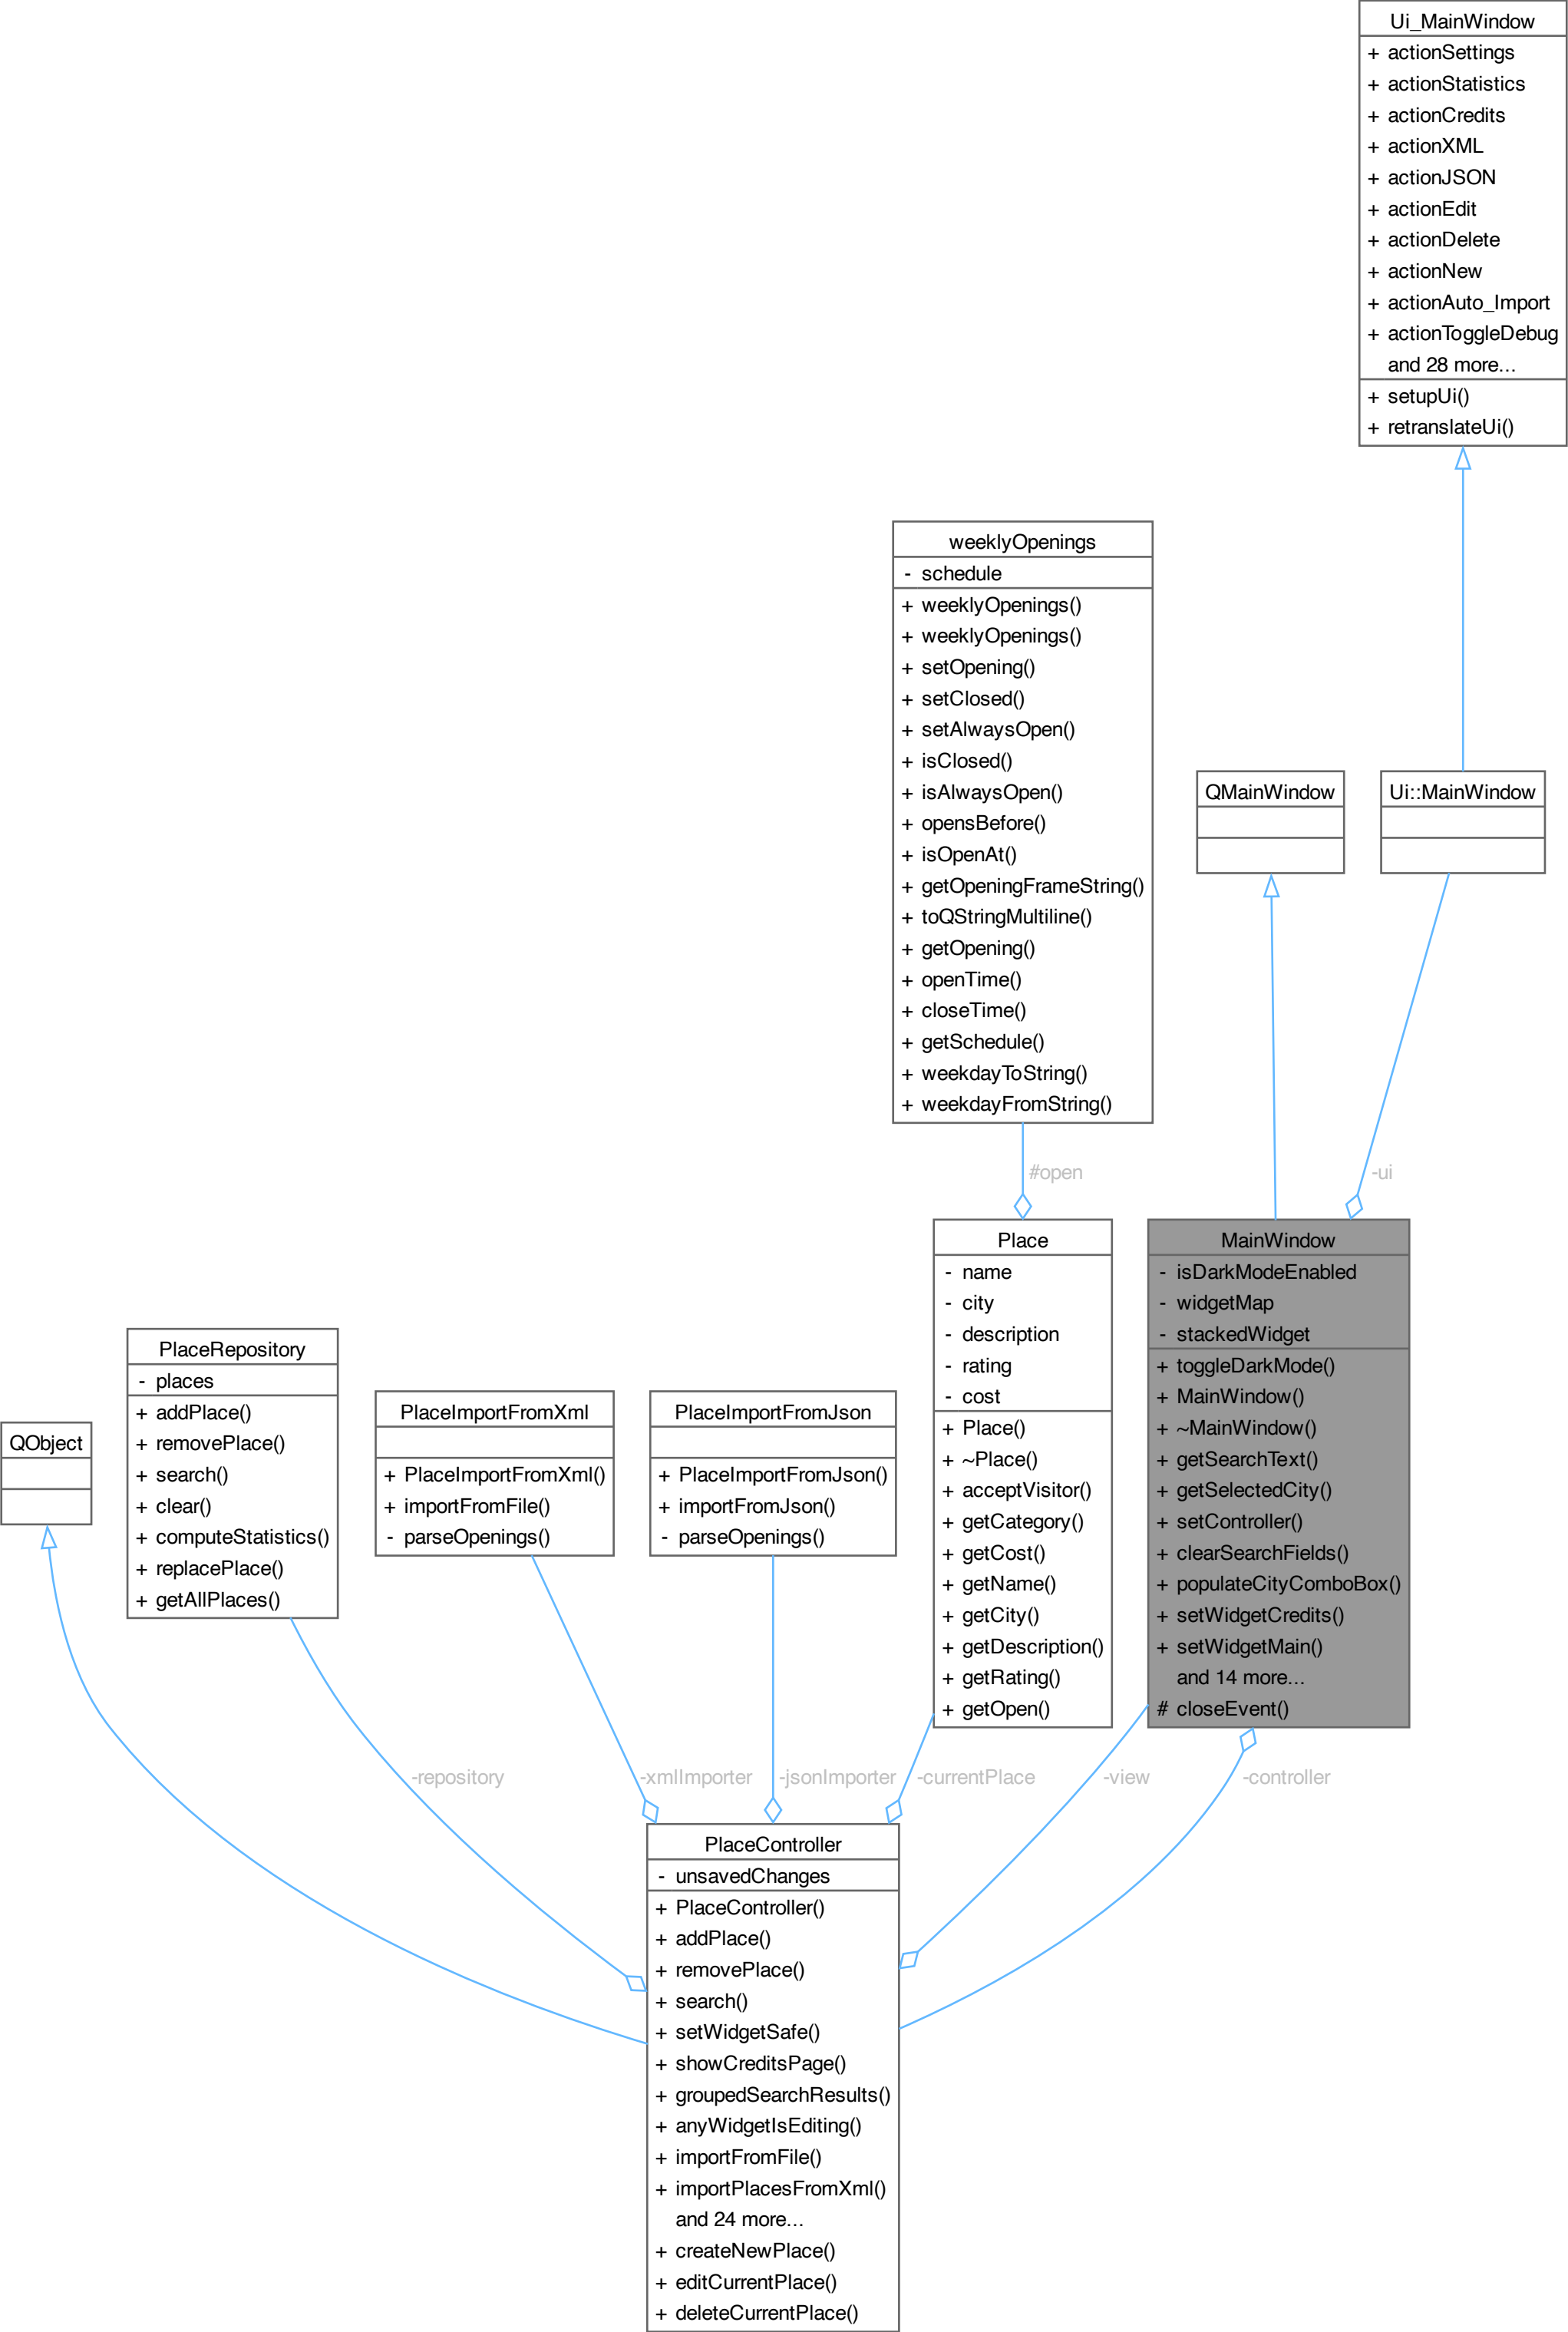 Ui_MainWindow
+ actionSettings
+ actionStatistics
+ actionCredits
+ actionXML
+ actionJSON
+ actionEdit
+ actionDelete
+ actionNew
+ actionAuto_Import
+ actionToggleDebug
and 28 more...
+ setupUi()
+ retranslateUi()
weeklyOpenings
- schedule
+ weeklyOpenings()
+ weeklyOpenings()
+ setOpening()
+ setClosed()
+ setAlwaysOpen()
+ isClosed()
+ isAlwaysOpen()
+ opensBefore()
+ isOpenAt()
+ getOpeningFrameString()
+ toQStringMultiline()
+ getOpening()
+ openTime()
+ closeTime()
+ getSchedule()
+ weekdayToString()
+ weekdayFromString()
QMainWindow
Ui::MainWindow
#open
-ui
Place
- name
- city
- description
- rating
- cost
+ Place()
+ ~Place()
+ acceptVisitor()
+ getCategory()
+ getCost()
+ getName()
+ getCity()
+ getDescription()
+ getRating()
+ getOpen()
MainWindow
- isDarkModeEnabled
- widgetMap
- stackedWidget
+ toggleDarkMode()
+ MainWindow()
+ ~MainWindow()
+ getSearchText()
+ getSelectedCity()
+ setController()
+ clearSearchFields()
+ populateCityComboBox()
+ setWidgetCredits()
+ setWidgetMain()
and 14 more...
# closeEvent()
QObject
PlaceRepository
- places
+ addPlace()
+ removePlace()
+ search()
+ clear()
+ computeStatistics()
+ replacePlace()
+ getAllPlaces()
PlaceImportFromXml
+ PlaceImportFromXml()
+ importFromFile()
- parseOpenings()
PlaceImportFromJson
+ PlaceImportFromJson()
+ importFromJson()
- parseOpenings()
-repository
-xmlImporter
-jsonImporter
-currentPlace
-view
-controller
PlaceController
- unsavedChanges
+ PlaceController()
+ addPlace()
+ removePlace()
+ search()
+ setWidgetSafe()
+ showCreditsPage()
+ groupedSearchResults()
+ anyWidgetIsEditing()
+ importFromFile()
+ importPlacesFromXml()
and 24 more...
+ createNewPlace()
+ editCurrentPlace()
+ deleteCurrentPlace()